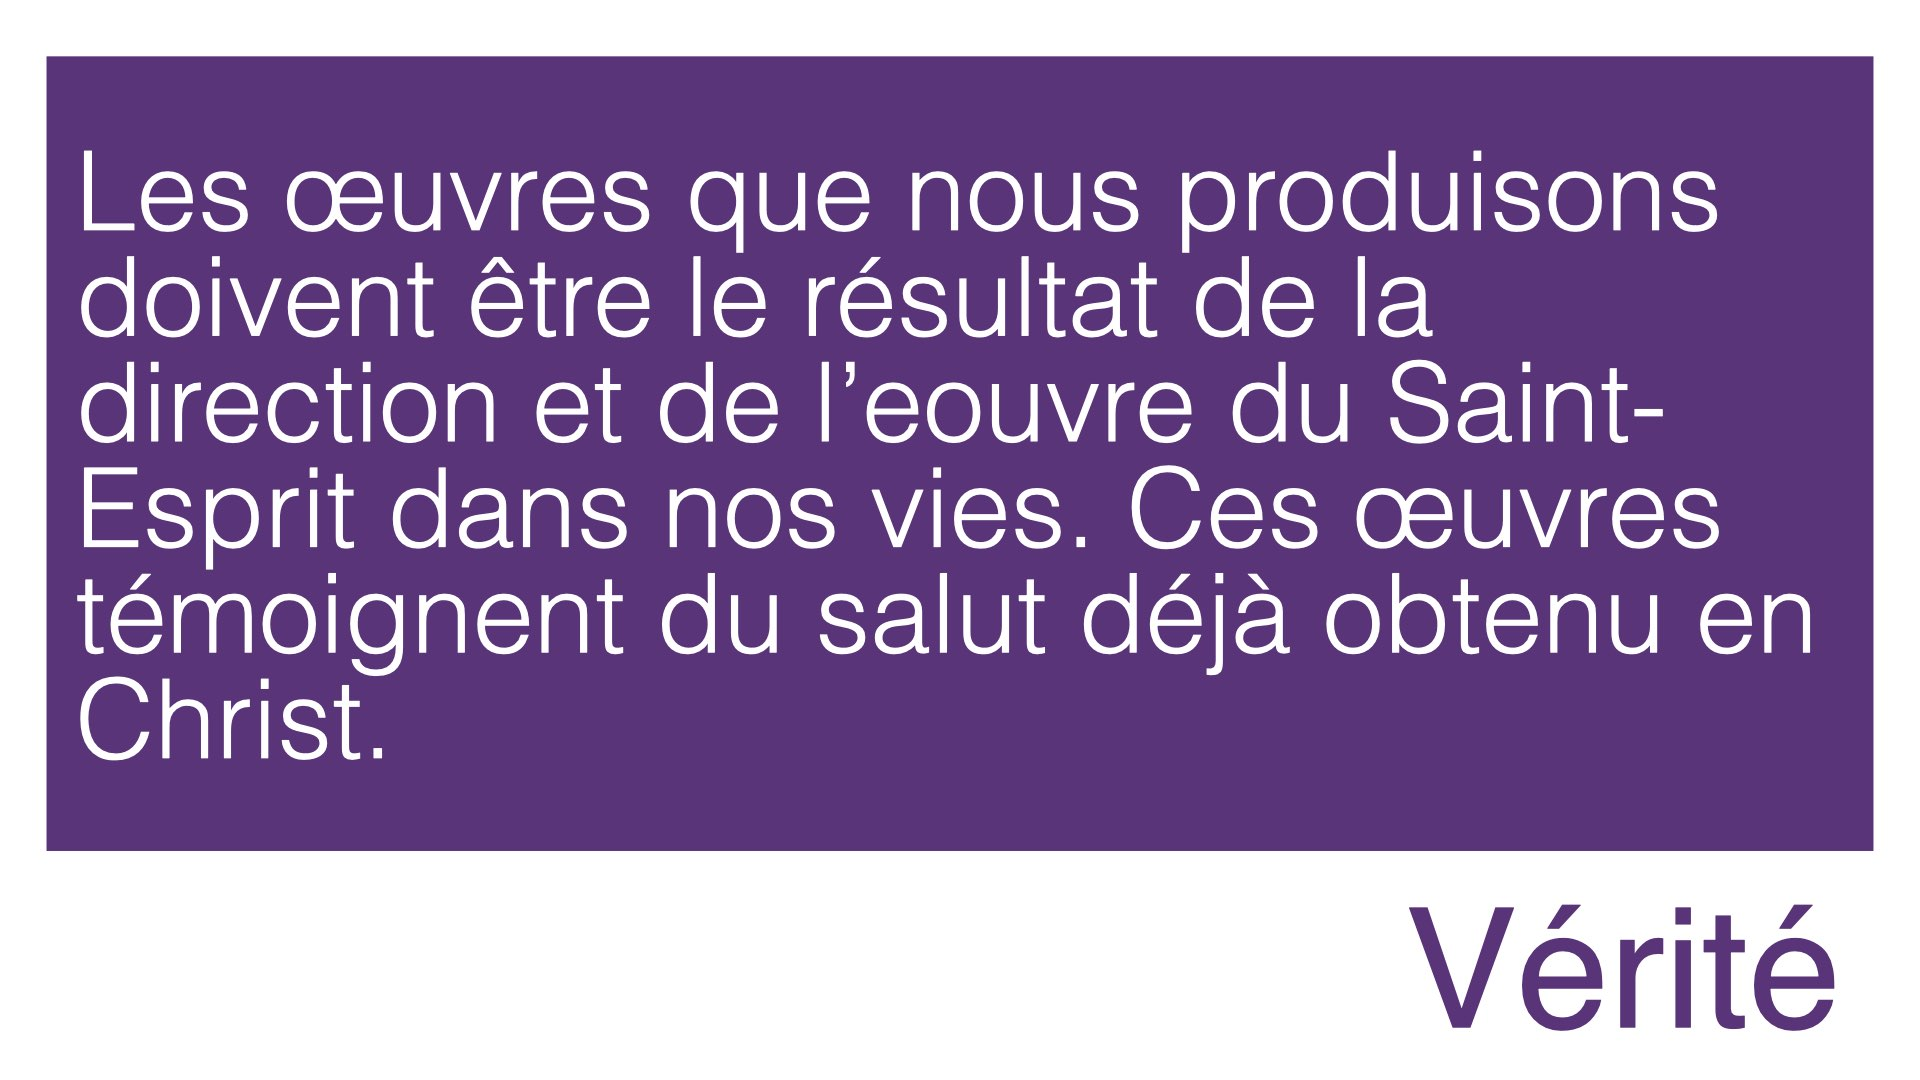 Les œuvres que nous produisons
doivent être le résultat de la
direction et de l’eouvre du Saint-
Esprit dans nos vies. Ces œuvres
témoignent du salut déjà obtenu en
Christ.
Vérité